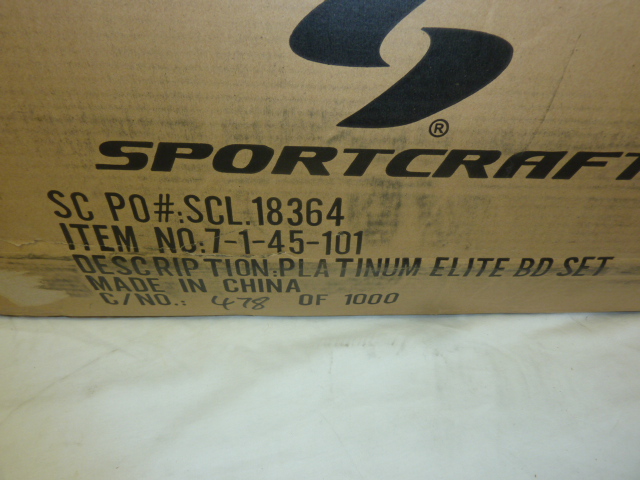 ®
SPORTCRAFT
SC PO#:SCL.18364
ITEM NO.:7-1-45-101
DESCRIPTION:PLATINUM ELITE BD SET
MADE IN CHINA
C/NO.: 478 OF 1000